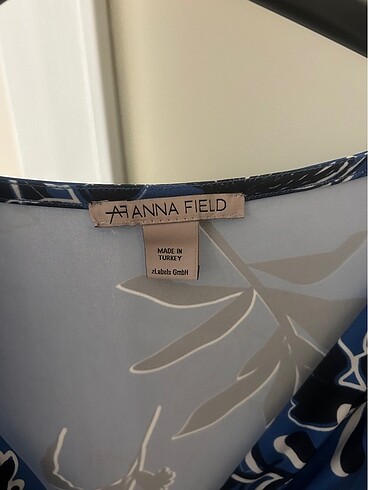 AF ANNA FIELD
MADE IN
TURKEY
zLabels GmbH